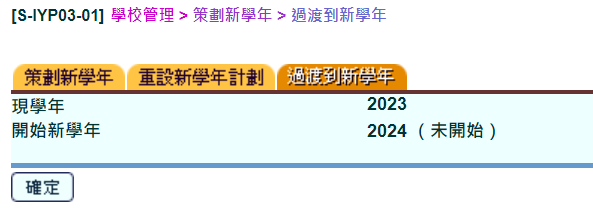 [S-IYP03-01] 學校管理 > 策劃新學年 > 過渡到新學年
策劃新學年 重設新學年計劃 過渡到新學年
現學年 2023
開始新學年 2024 （未開始）
確定